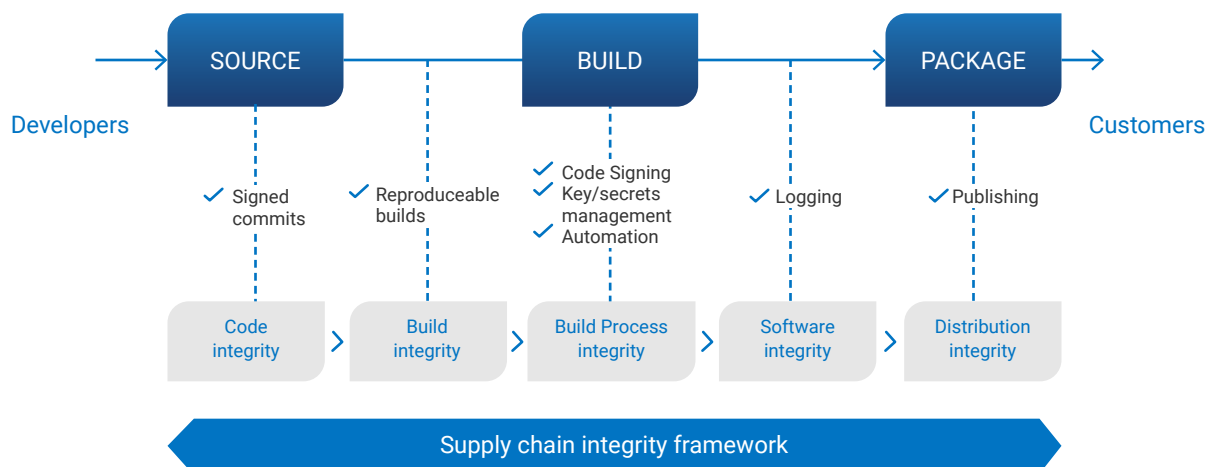 SOURCE
BUILD
PACKAGE
Developers
Customers
Signed
commits
Reproduceable
builds
Code Signing
Key/secrets
management
Automation
Logging
Publishing
Code
integrity
Build
integrity
Build Process
integrity
Software
integrity
Distribution
integrity
Supply chain integrity framework